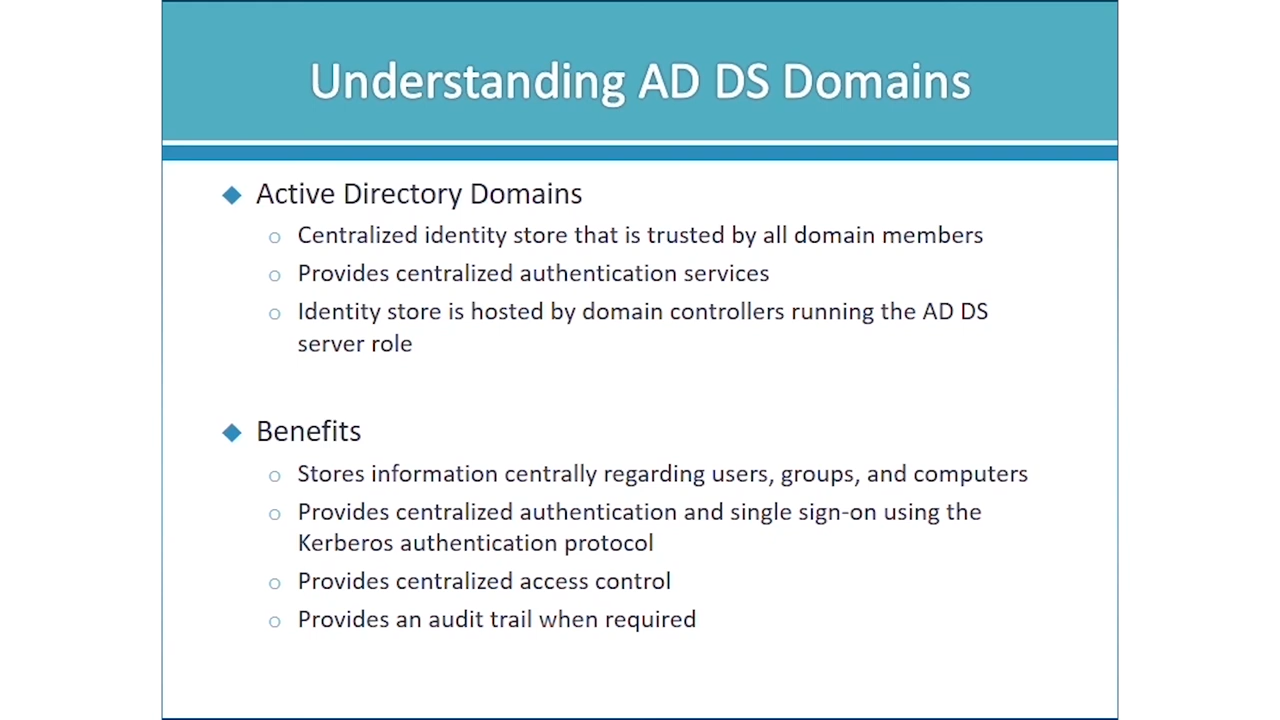 Understanding AD DS Domains
Active Directory Domains
Centralized identity store that is trusted by all domain members
Provides centralized authentication services
Identity store is hosted by domain controllers running the AD DS
server role
Benefits
Stores information centrally regarding users, groups, and computers
Provides centralized authentication and single sign-on using the
Kerberos authentication protocol
Provides centralized access control
Provides an audit trail when required